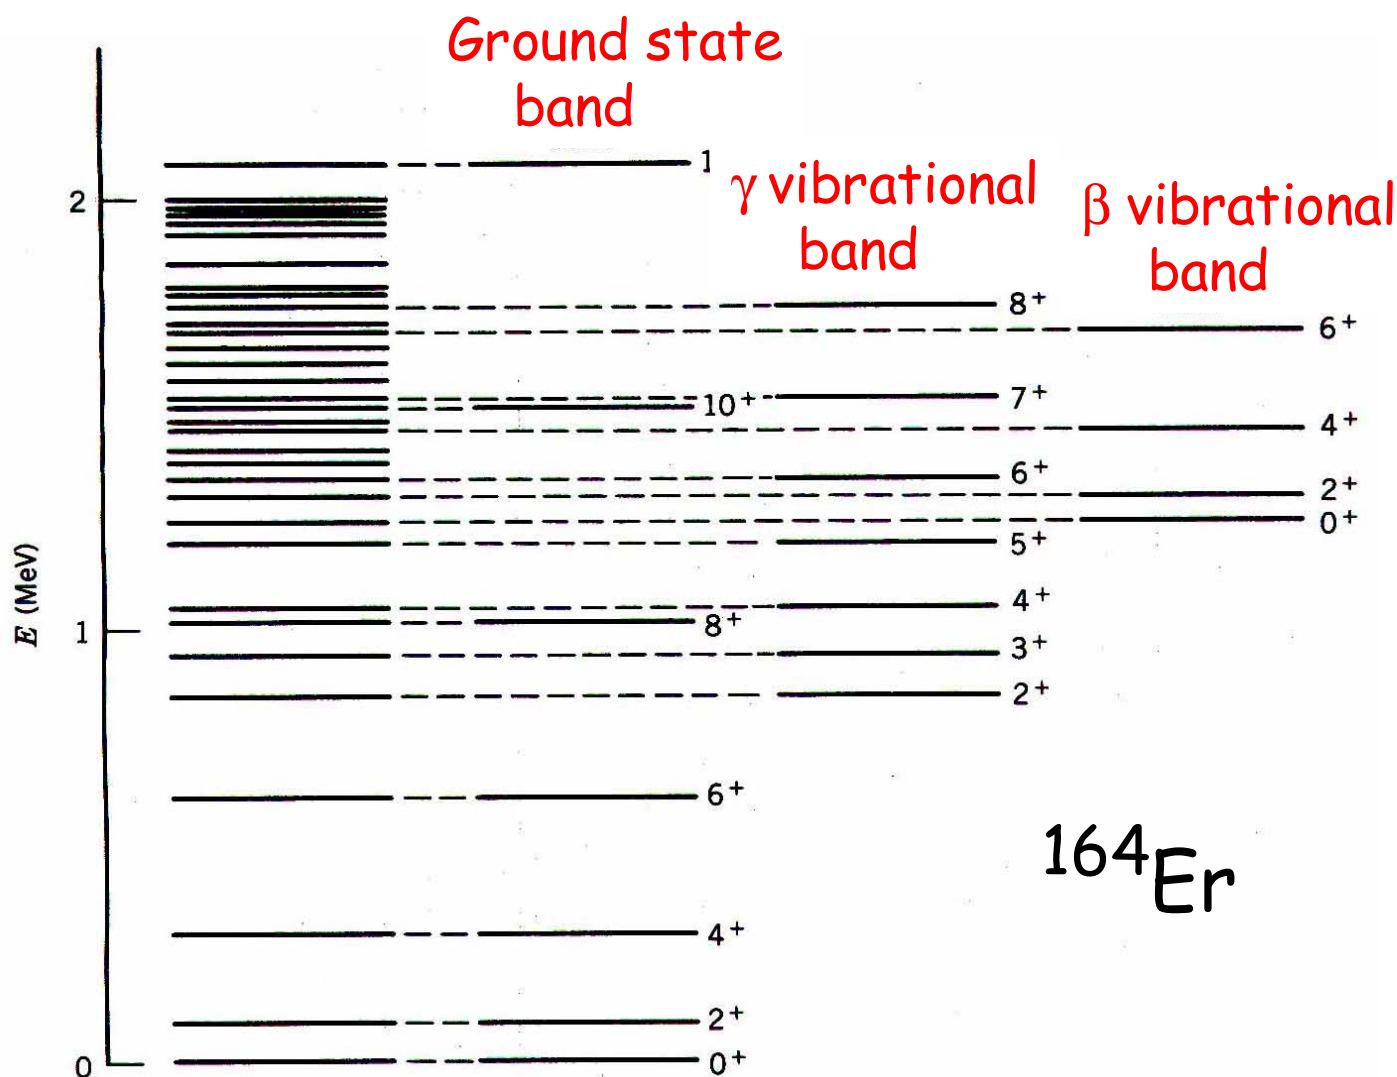 Ground state
band
γ vibrational
band
β vibrational
band
E (MeV)
2
1
0
1
10⁺
8⁺
6⁺
4⁺
2⁺
0⁺
8⁺
7⁺
6⁺
5⁺
4⁺
3⁺
2⁺
6⁺
4⁺
2⁺
0⁺
¹⁶⁴Er